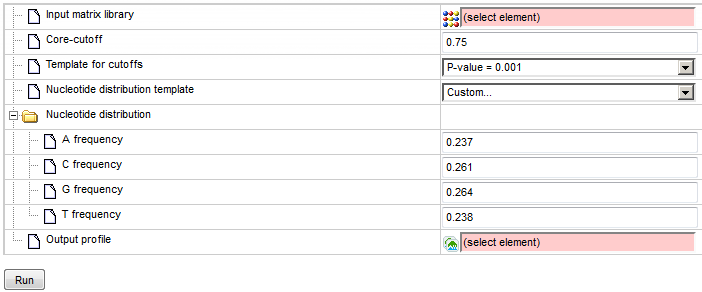 Input matrix library (select element)
Core-cutoff 0.75
Template for cutoffs P-value = 0.001
Nucleotide distribution template Custom...
Nucleotide distribution
A frequency 0.237
C frequency 0.261
G frequency 0.264
T frequency 0.238
Output profile (select element)
Run